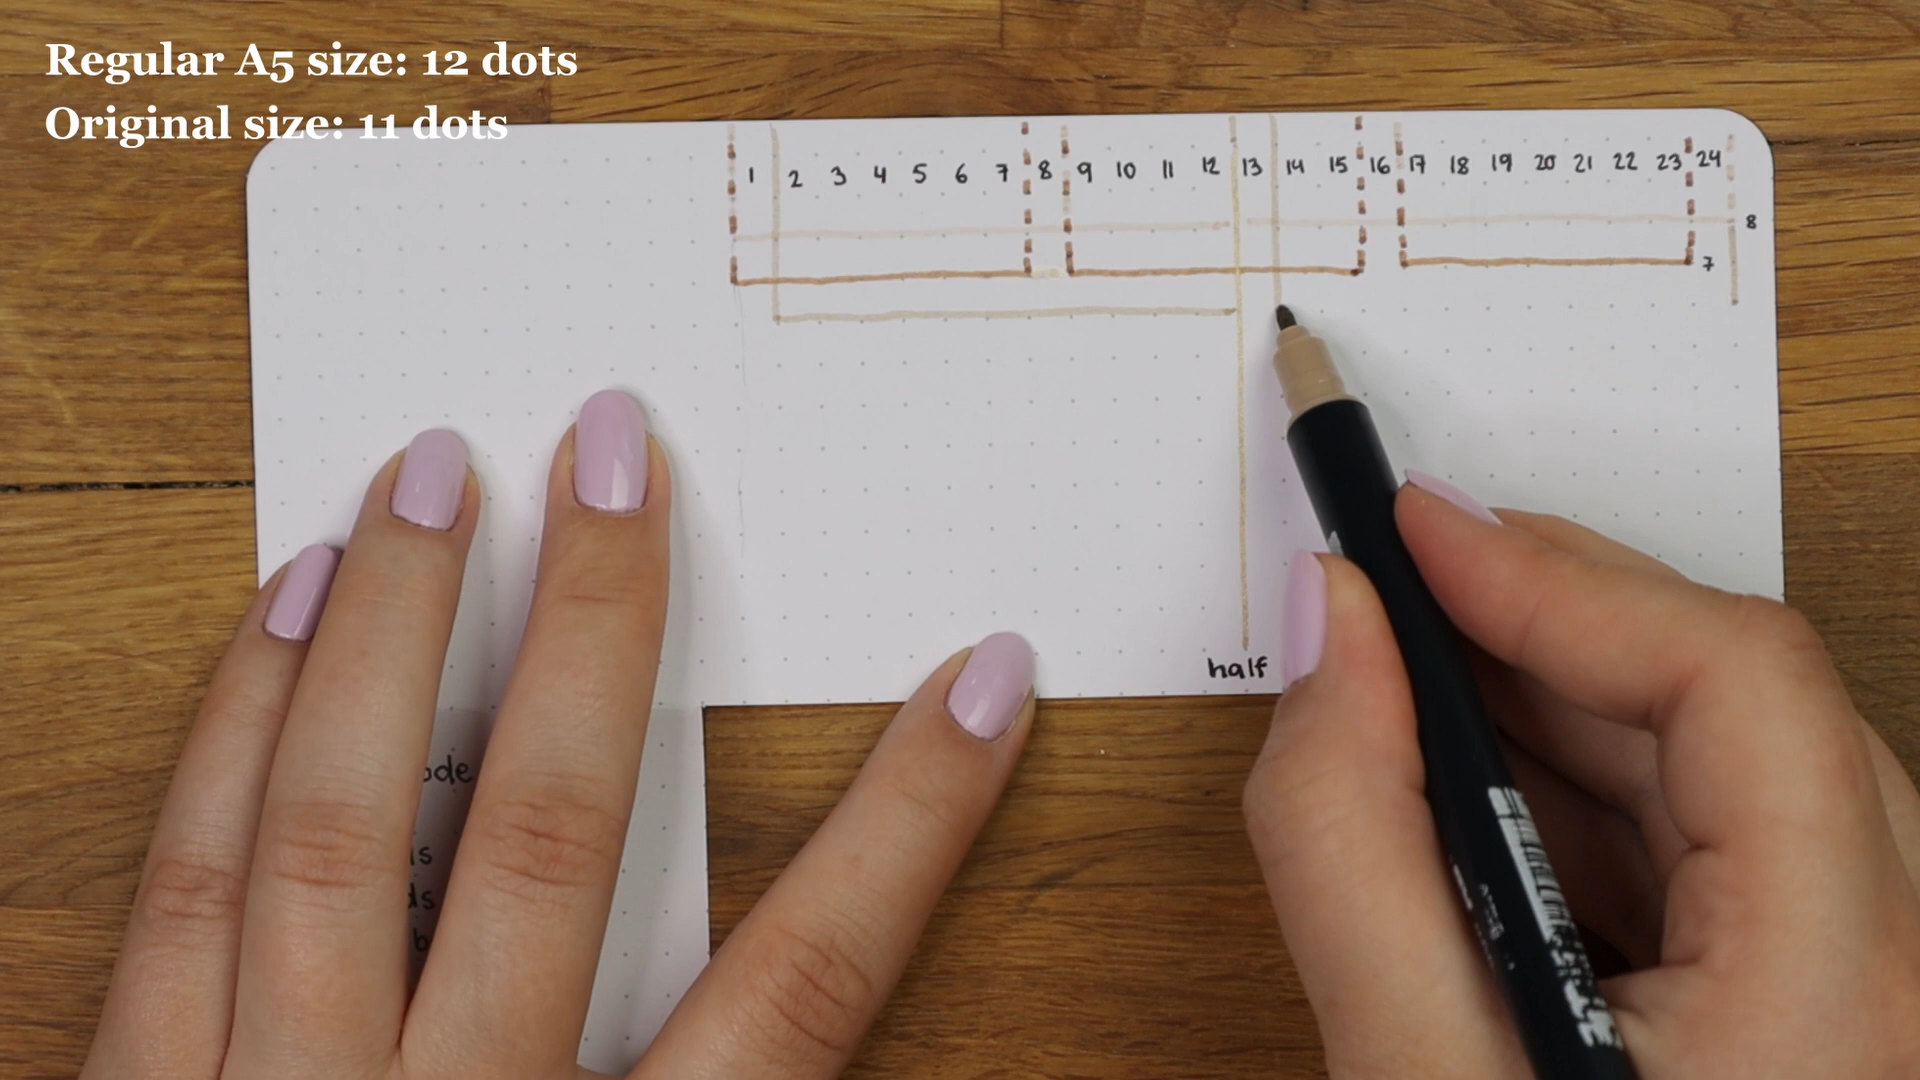 Regular A5 size: 12 dots
Original size: 11 dots
1 2 3 4 5 6 7 8 9 10 11 12 13 14 15 16 17 18 19 20 21 22 23 24
8
7
half